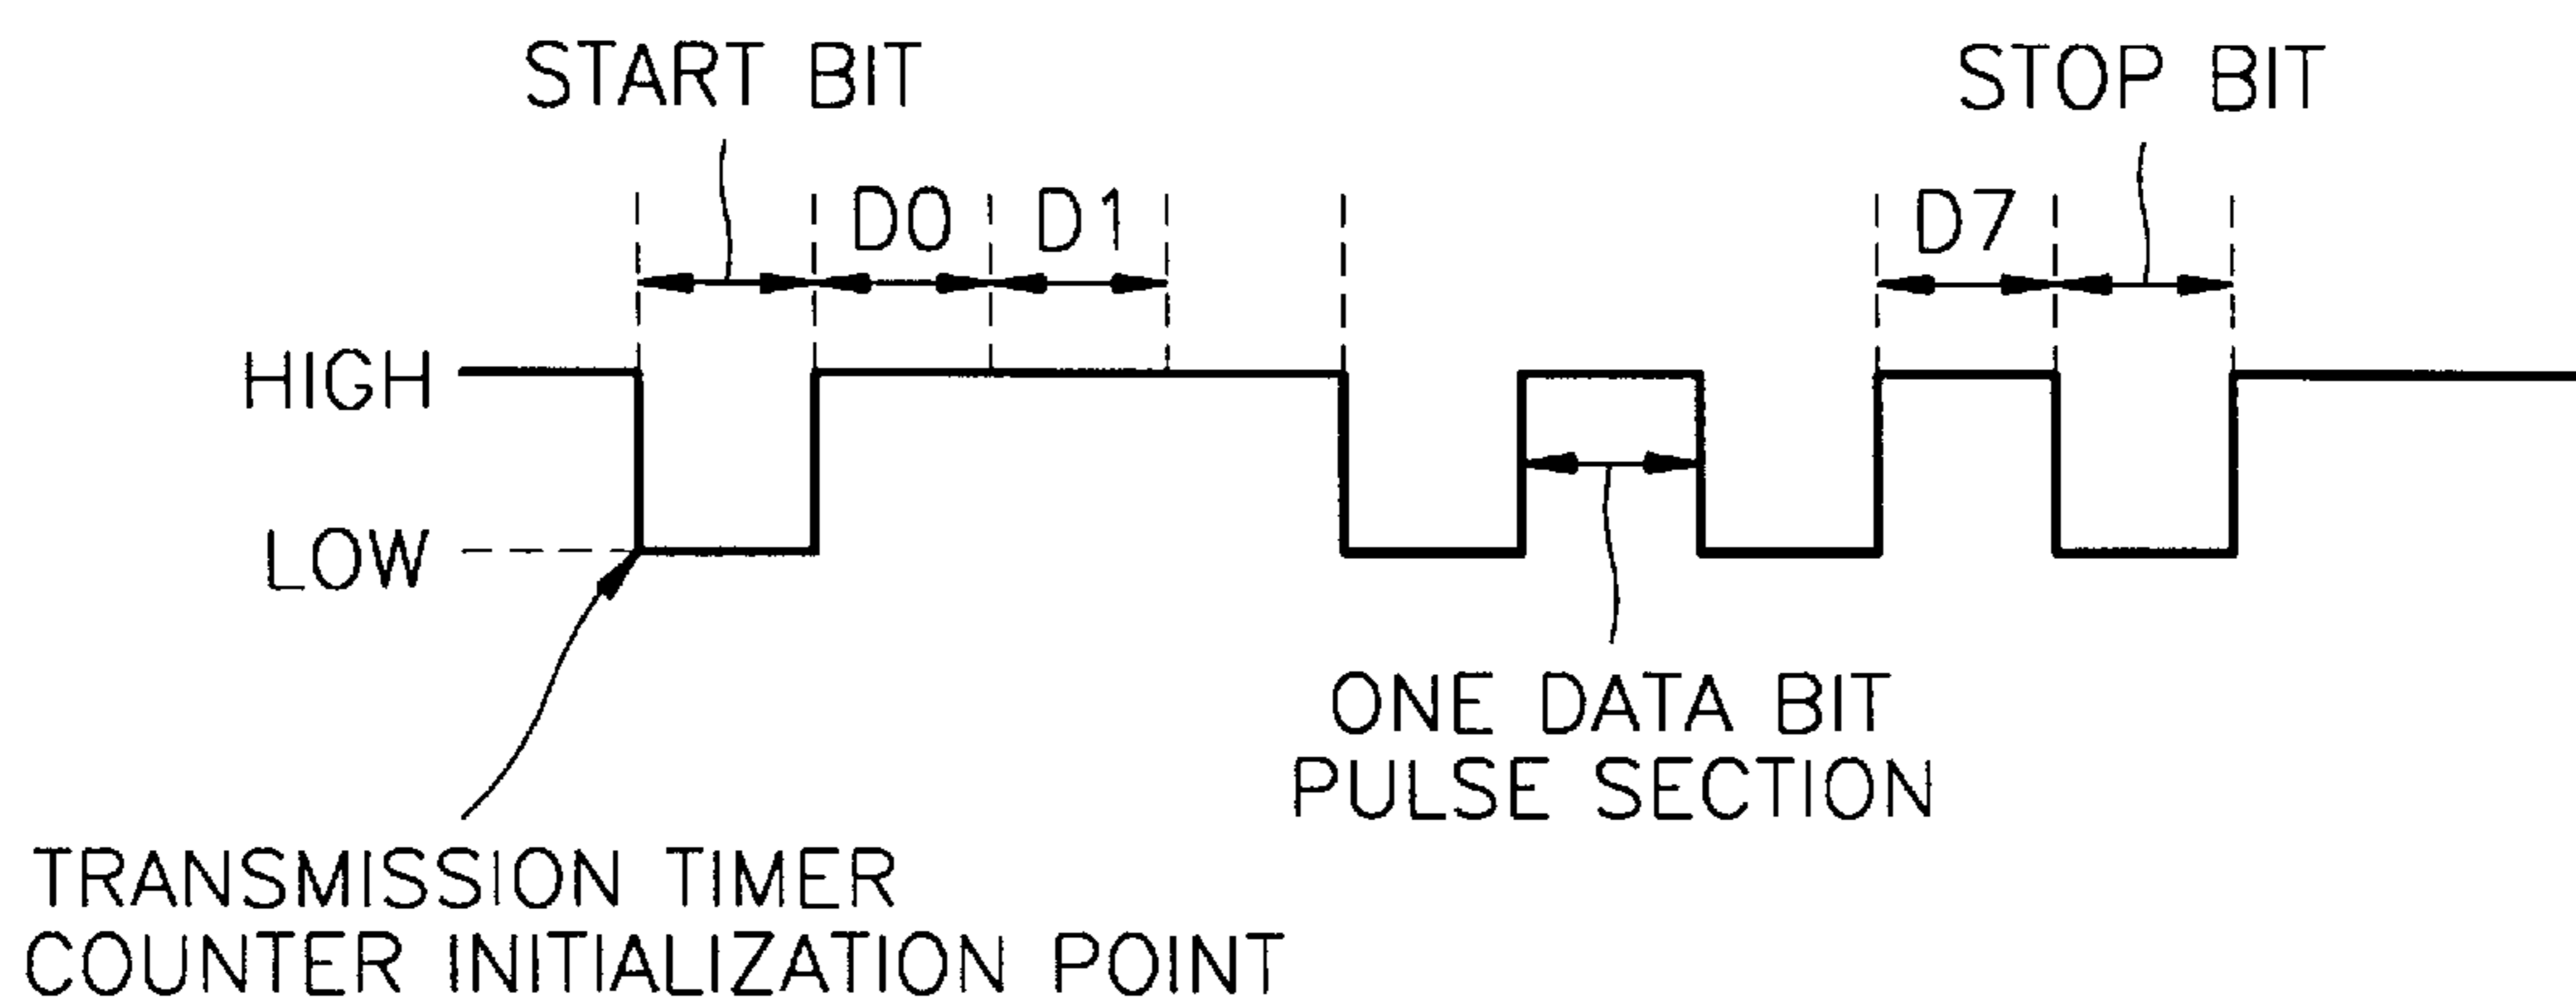 START BIT
STOP BIT
D0
D1
D7
HIGH
LOW
ONE DATA BIT
PULSE SECTION
TRANSMISSION TIMER
COUNTER INITIALIZATION POINT